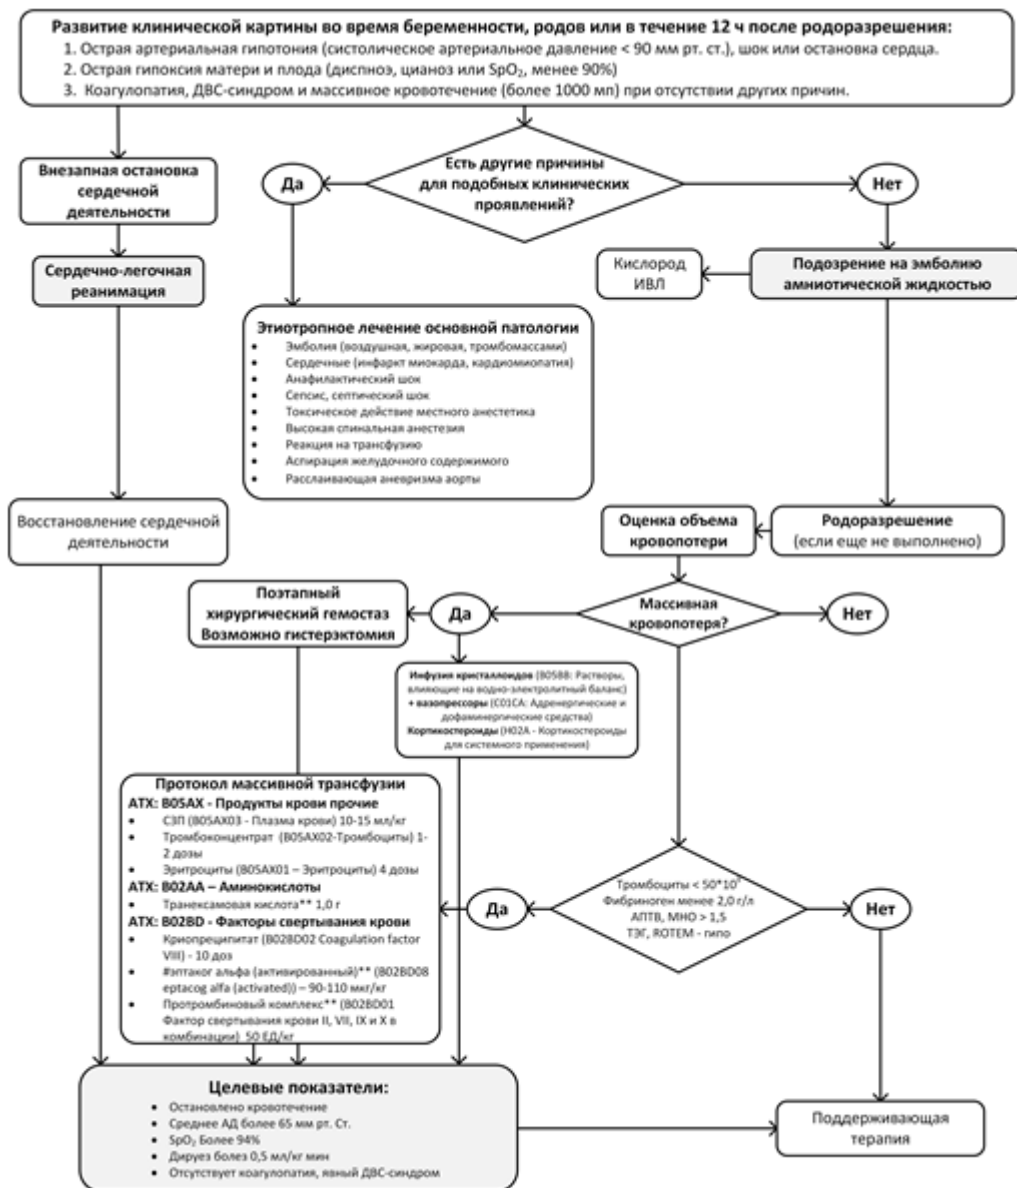 Развитие клинической картины во время беременности, родов или в течение 12 ч после родоразрешения:
1. Острая артериальная гипотония (систолическое артериальное давление < 90 мм рт. ст.), шок или остановка сердца.
2. Острая гипоксия матери и плода (диспноэ, цианоз или SpO₂, менее 90%)
3. Коагулопатия, ДВС-синдром и массивное кровотечение (более 1000 мл) при отсутствии других причин.
Внезапная остановка
сердечной
деятельности
Да
Есть другие причины
для подобных клинических
проявлений?
Нет
Сердечно-легочная
реанимация
Кислород
ИВЛ
Подозрение на эмболию
амниотической жидкостью
Этиотропное лечение основной патологии
• Эмболия (воздушная, жировая, тромбомассами)
• Сердечные (инфаркт миокарда, кардиомиопатия)
• Анафилактический шок
• Сепсис, септический шок
• Токсическое действие местного анестетика
• Высокая спинальная анестезия
• Реакция на трансфузию
• Аспирация желудочного содержимого
• Расслаивающая аневризма аорты
Восстановление сердечной
деятельности
Оценка объема
кровопотери
Родоразрешение
(если еще не выполнено)
Поэтапный
хирургический гемостаз
Возможно гистерэктомия
Да
Массивная
кровопотеря?
Нет
Инфузия кристаллоидов (B05BB: Растворы,
влияющие на водно-электролитный баланс)
+ вазопрессоры (C01CA: Адренергические и
дофаминергические средства)
Кортикостероиды (H02A - Кортикостероиды
для системного применения)
Протокол массивной трансфузии
АТХ: B05AX - Продукты крови прочие
• СЗП (B05AX03 - Плазма крови) 10-15 мл/кг
• Тромбоконцентрат (B05AX02-Тромбоциты) 1-
2 дозы
• Эритроциты (B05AX01 – Эритроциты) 4 дозы
АТХ: B02AA – Аминокислоты
• Транексамовая кислота** 1,0 г
АТХ: B02BD - Факторы свертывания крови
• Криопреципитат (B02BD02 Coagulation factor
VIII) - 10 доз
• #эптаког альфа (активированный)** (B02BD08
eptacog alfa (activated)) – 90-110 мкг/кг
• Протромбиновый комплекс** (B02BD01
Фактор свертывания крови II, VII, IX и X в
комбинации) 50 ЕД/кг
Да
Тромбоциты < 50*10⁹
Фибриноген менее 2,0 г/л
АПТВ, МНО > 1,5
ТЭГ, ROTEM - гипо
Нет
Целевые показатели:
• Остановлено кровотечение
• Среднее АД более 65 мм рт. Ст.
• SpO₂ Более 94%
• Дируез болез 0,5 мл/кг мин
• Отсутствует коагулопатия, явный ДВС-синдром
Поддерживающая
терапия